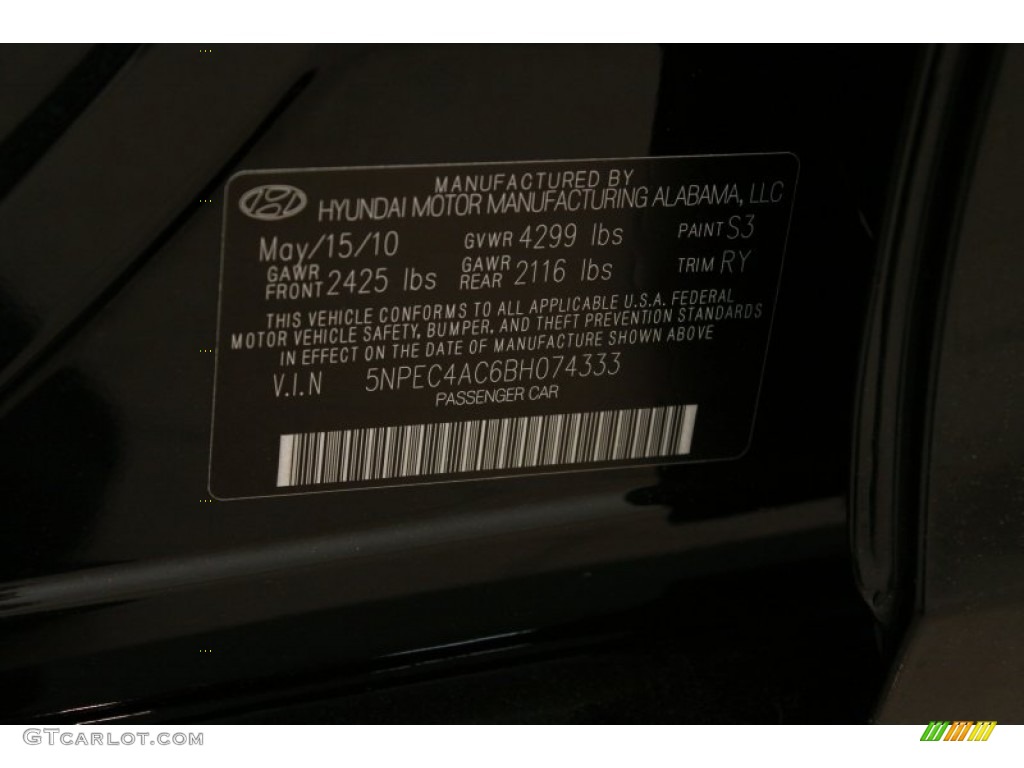 MANUFACTURED BY
HYUNDAI MOTOR MANUFACTURING ALABAMA, LLC
May/15/10 GVWR 4299 lbs PAINT S3
GAWR FRONT 2425 lbs GAWR REAR 2116 lbs TRIM RY
THIS VEHICLE CONFORMS TO ALL APPLICABLE U.S.A. FEDERAL
MOTOR VEHICLE SAFETY, BUMPER, AND THEFT PREVENTION STANDARDS
IN EFFECT ON THE DATE OF MANUFACTURE SHOWN ABOVE
V.I.N 5NPEC4AC6BH074333
PASSENGER CAR
GTCARLOT.COM